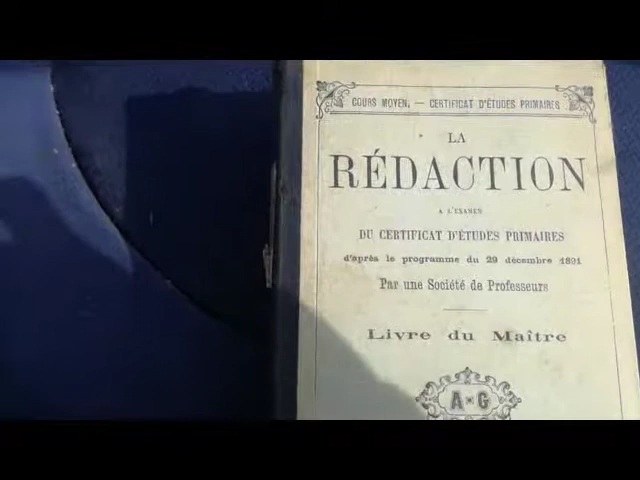 COURS MOYEN. — CERTIFICAT D'ÉTUDES PRIMAIRES
LA
RÉDACTION
A L'EXAMEN
DU CERTIFICAT D'ÉTUDES PRIMAIRES
d'après le programme du 29 décembre 1891
Par une Société de Professeurs
Livre du Maître
A G